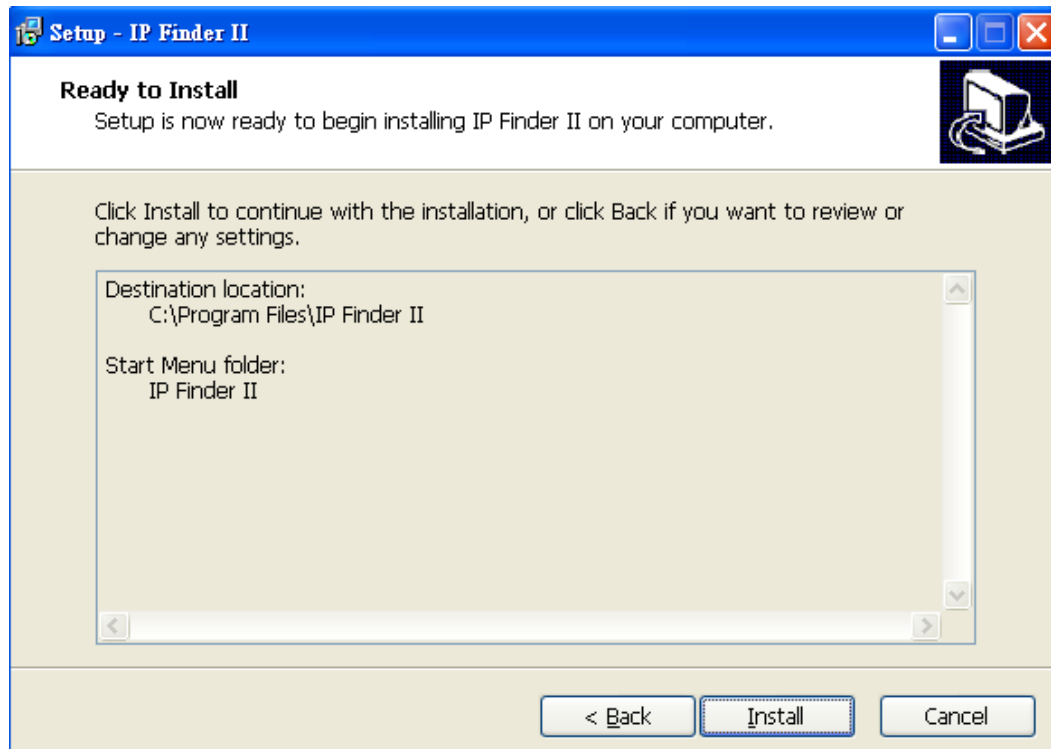 Setup - IP Finder II
Ready to Install
Setup is now ready to begin installing IP Finder II on your computer.
Click Install to continue with the installation, or click Back if you want to review or
change any settings.
Destination location:
C:\Program Files\IP Finder II
Start Menu folder:
IP Finder II
< Back
Install
Cancel